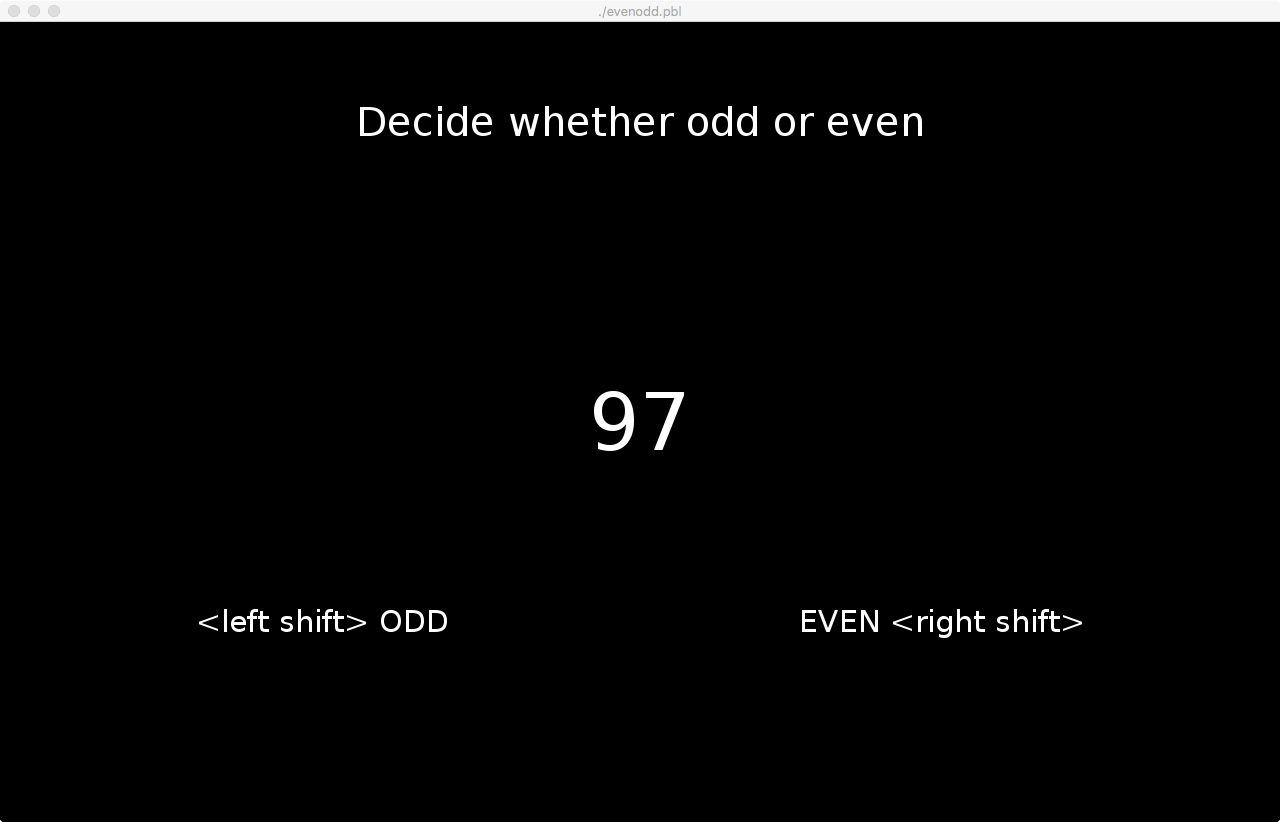 ./evenodd.pbl
Decide whether odd or even
97
<left shift> ODD
EVEN <right shift>